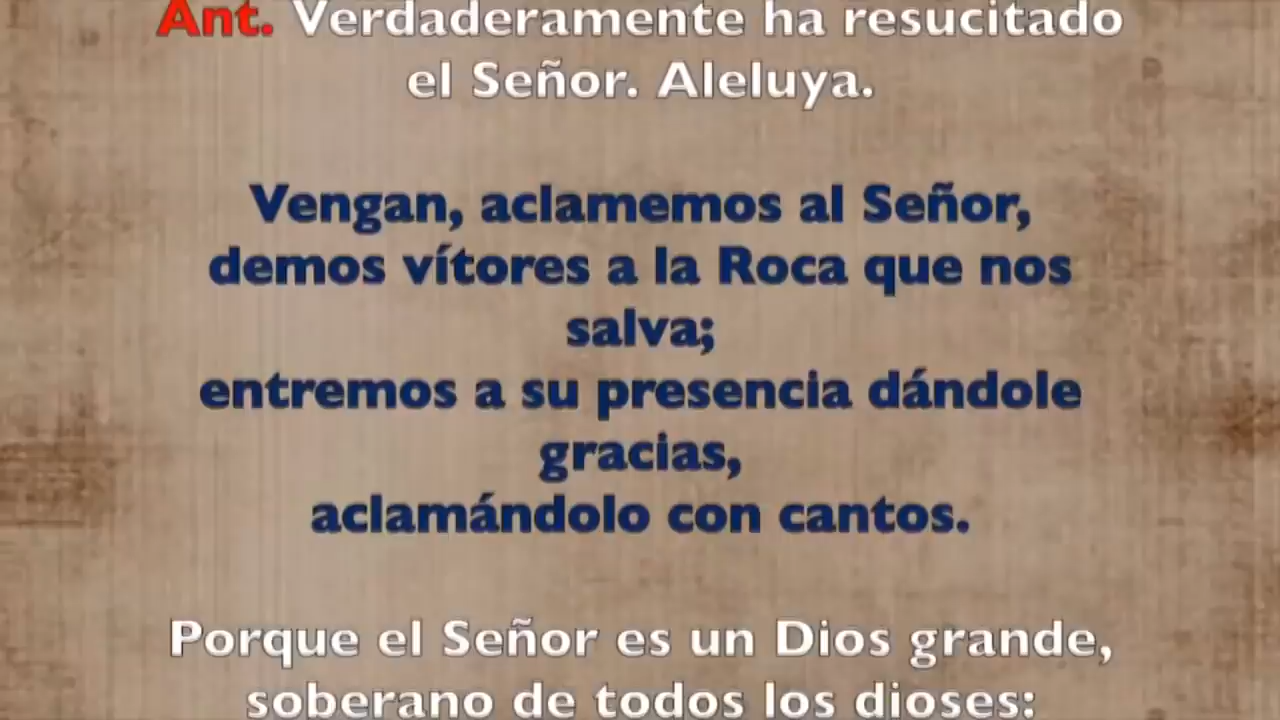 Ant. Verdaderamente ha resucitado
el Señor. Aleluya.
Vengan, aclamemos al Señor,
demos vítores a la Roca que nos
salva;
entremos a su presencia dándole
gracias,
aclamándolo con cantos.
Porque el Señor es un Dios grande,
soberano de todos los dioses: